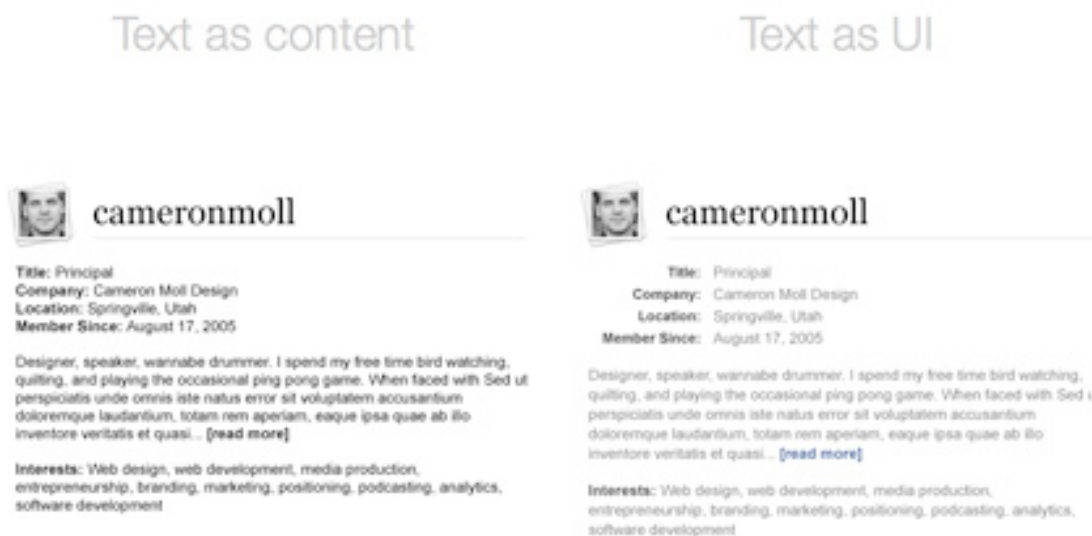 Text as content
cameronmoll
Title: Principal
Company: Cameron Moll Design
Location: Springville, Utah
Member Since: August 17, 2005
Designer, speaker, wannabe drummer. I spend my free time bird watching,
quilting, and playing the occasional ping pong game. When faced with Sed ut
perspiciatis unde omnis iste natus error sit voluptatem accusantium
doloremque laudantium, totam rem aperiam, eaque ipsa quae ab illo
inventore veritatis et quasi... [read more]
Interests: Web design, web development, media production,
entrepreneurship, branding, marketing, positioning, podcasting, analytics,
software development
Text as UI
cameronmoll
Title: Principal
Company: Cameron Moll Design
Location: Springville, Utah
Member Since: August 17, 2005
Designer, speaker, wannabe drummer. I spend my free time bird watching,
quilting, and playing the occasional ping pong game. When faced with Sed u
perspiciatis unde omnis iste natus error sit voluptatem accusantium
doloremque laudantium, totam rem aperiam, eaque ipsa quae ab illo
inventore veritatis et quasi... [read more]
Interests: Web design, web development, media production,
entrepreneurship, branding, marketing, positioning, podcasting, analytics,
software development